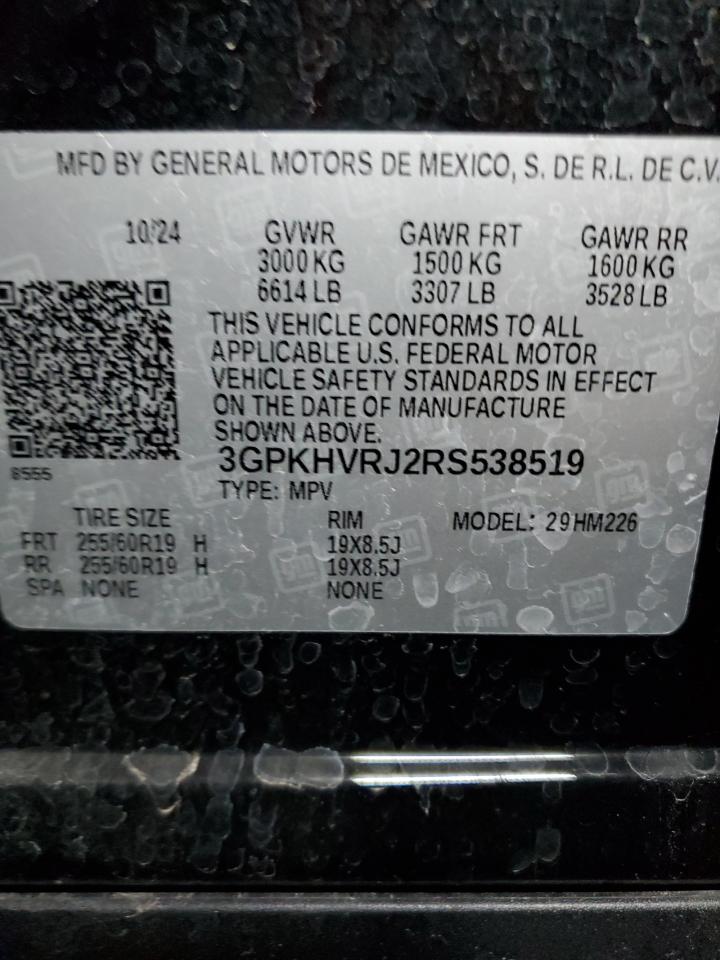 MFD BY GENERAL MOTORS DE MEXICO, S. DE R.L. DE C.V.
10/24 GVWR GAWR FRT GAWR RR
3000 KG 1500 KG 1600 KG
6614 LB 3307 LB 3528 LB
THIS VEHICLE CONFORMS TO ALL
APPLICABLE U.S. FEDERAL MOTOR
VEHICLE SAFETY STANDARDS IN EFFECT
ON THE DATE OF MANUFACTURE
SHOWN ABOVE.
8555
3GPKHVRJ2RS538519
TYPE: MPV
TIRE SIZE RIM MODEL: 29HM226
FRT 255/60R19 H 19X8.5J
RR 255/60R19 H 19X8.5J
SPA NONE NONE